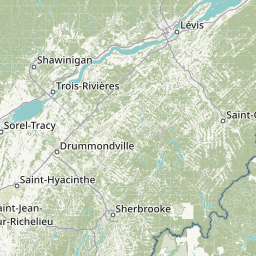 Lévis
Shawinigan
Trois-Rivières
Saint-G
Sorel-Tracy
Drummondville
Saint-Hyacinthe
aint-Jean-
ur-Richelieu
Sherbrooke